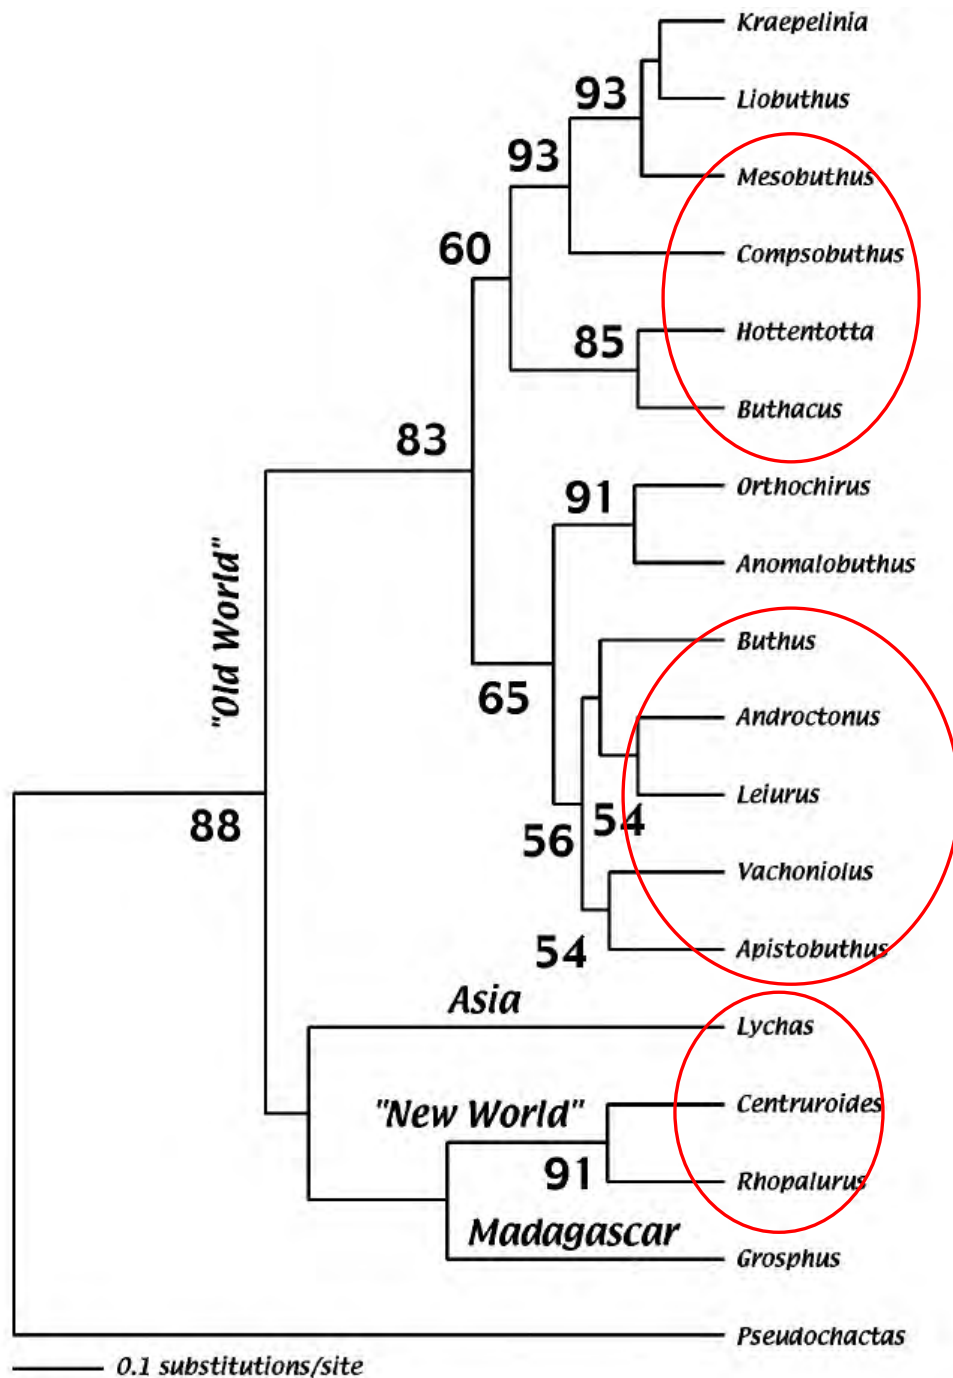 Kraepelinia
93
Liobuthus
93
Mesobuthus
60
Compsobuthus
85
Hottentotta
Buthacus
83
91
Orthochirus
Anomalobuthus
"Old World"
Buthus
65
Androctonus
Leiurus
56
54
88
Vachoniolus
54
Apistobuthus
Asia
Lychas
"New World"
Centruroides
91
Rhopalurus
Madagascar
Grosphus
Pseudochactas
0.1 substitutions/site